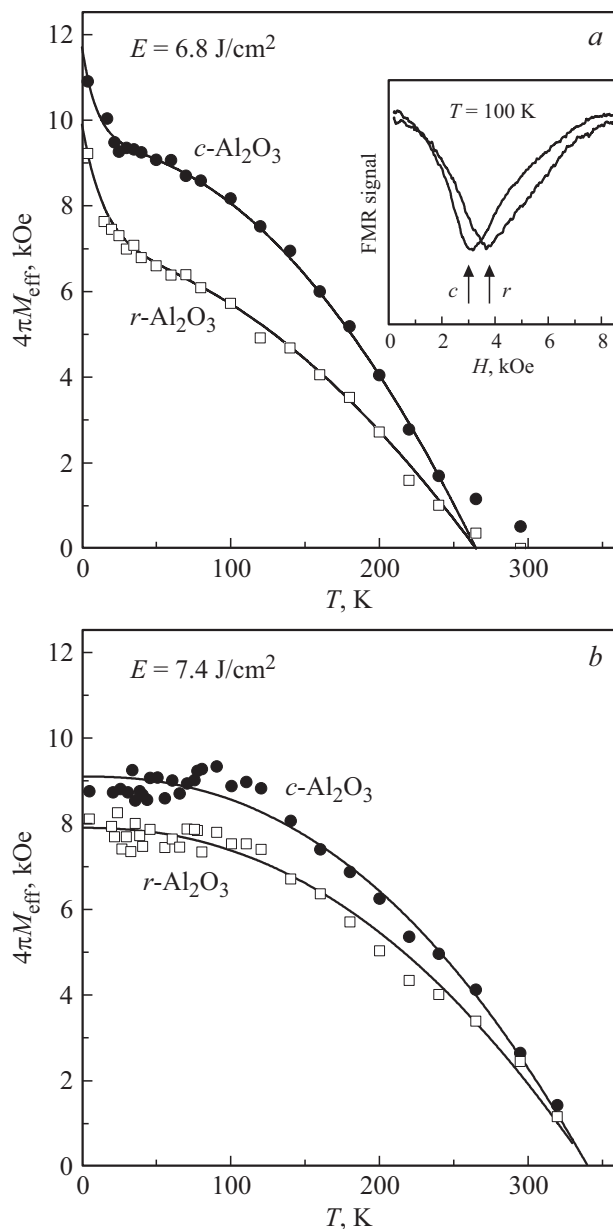 a
E = 6.8 J/cm²
12
10
8
6
4
2
0
4πM_eff, kOe
c-Al₂O₃
r-Al₂O₃
T = 100 K
FMR signal
c r
0 2 4 6 8
H, kOe
0 100 200 300
T, K
b
E = 7.4 J/cm²
12
10
8
6
4
2
0
4πM_eff, kOe
c-Al₂O₃
r-Al₂O₃
0 100 200 300
T, K